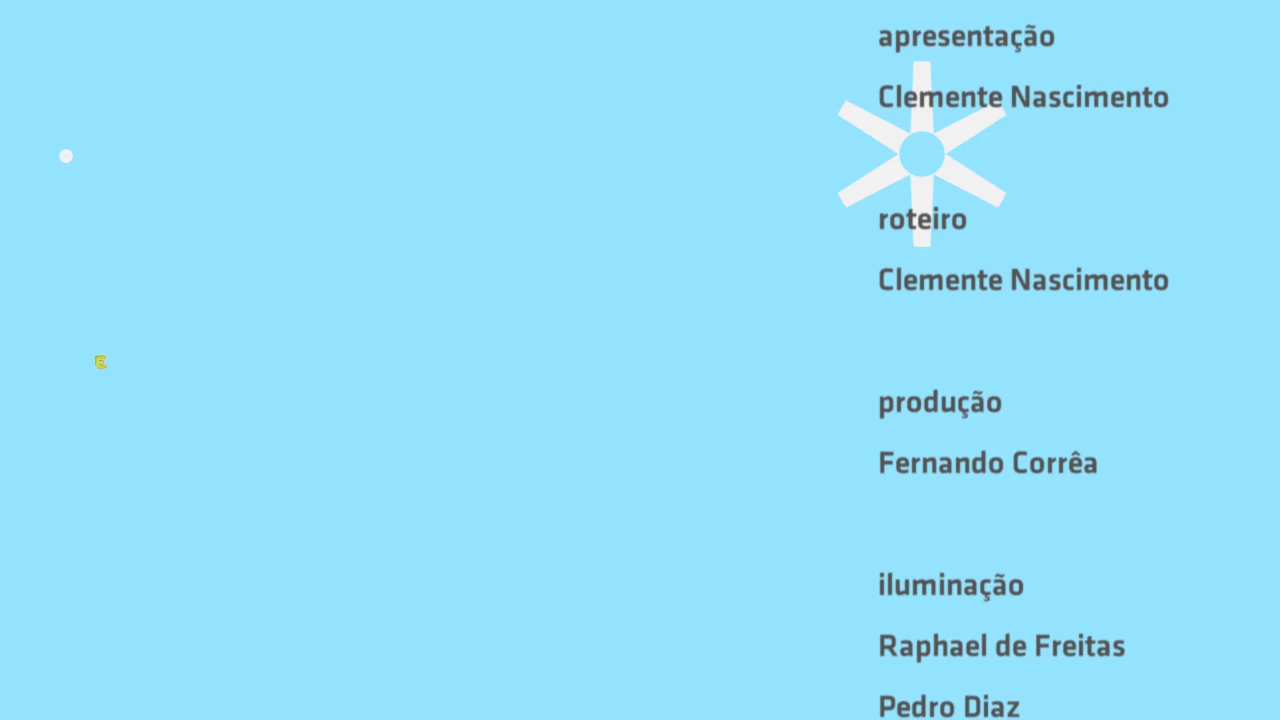 apresentação
Clemente Nascimento
roteiro
Clemente Nascimento
E
produção
Fernando Corrêa
iluminação
Raphael de Freitas
Pedro Diaz